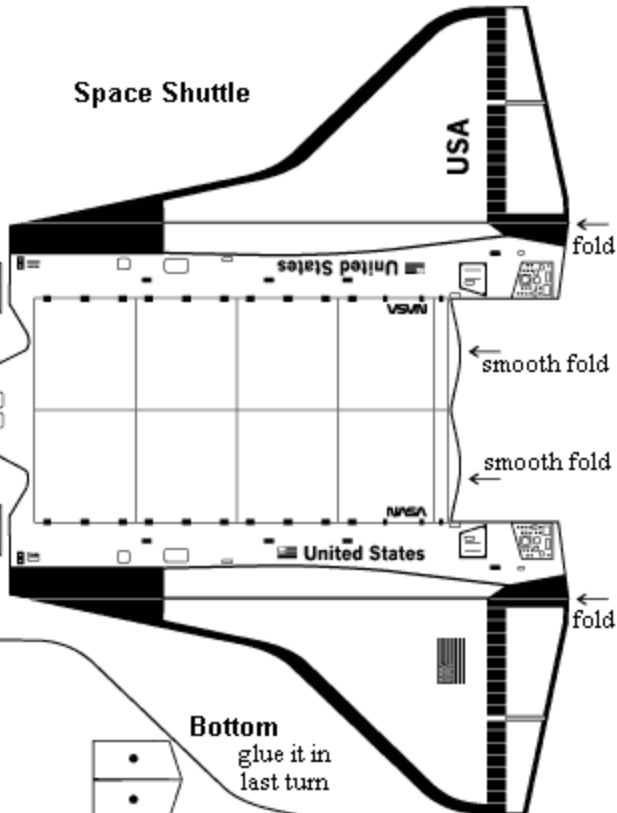 Space Shuttle
USA
fold
United States
NASA
smooth fold
smooth fold
NASA
United States
fold
Bottom
glue it in
last turn